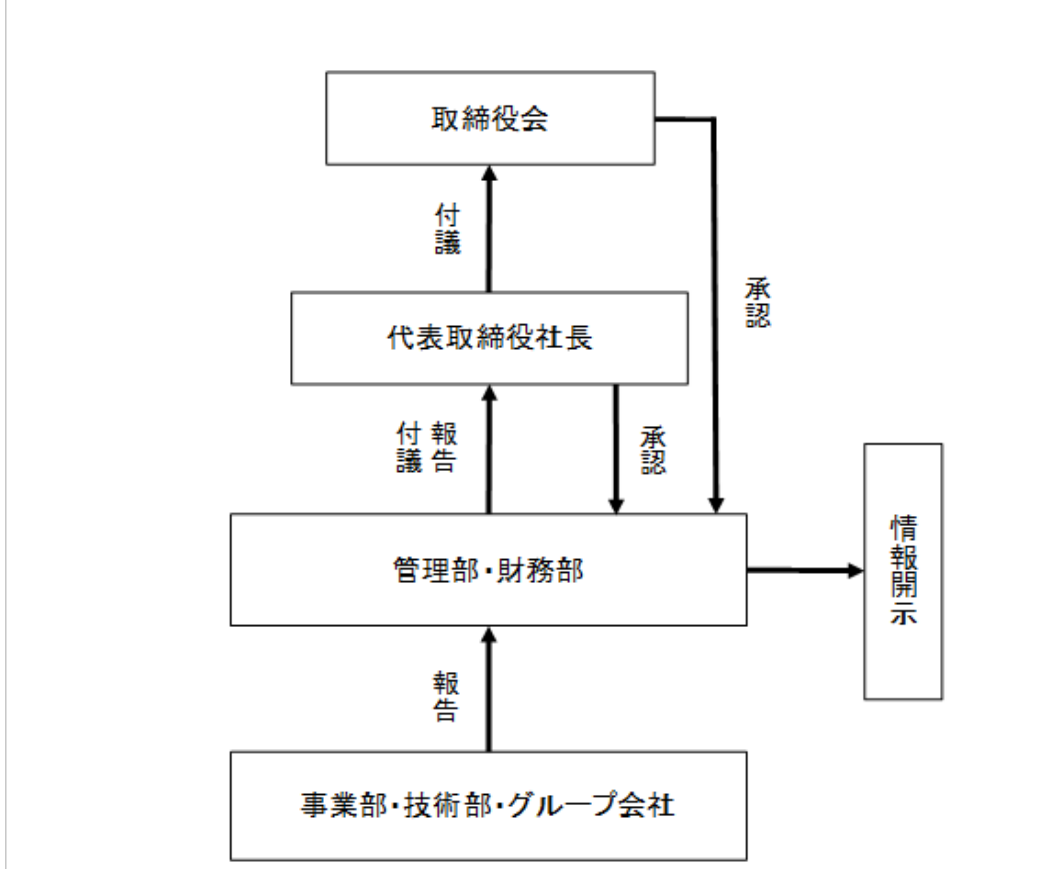 取締役会
付議
承認
代表取締役社長
報告
付議
承認
管理部・財務部
情報開示
報告
事業部・技術部・グループ会社